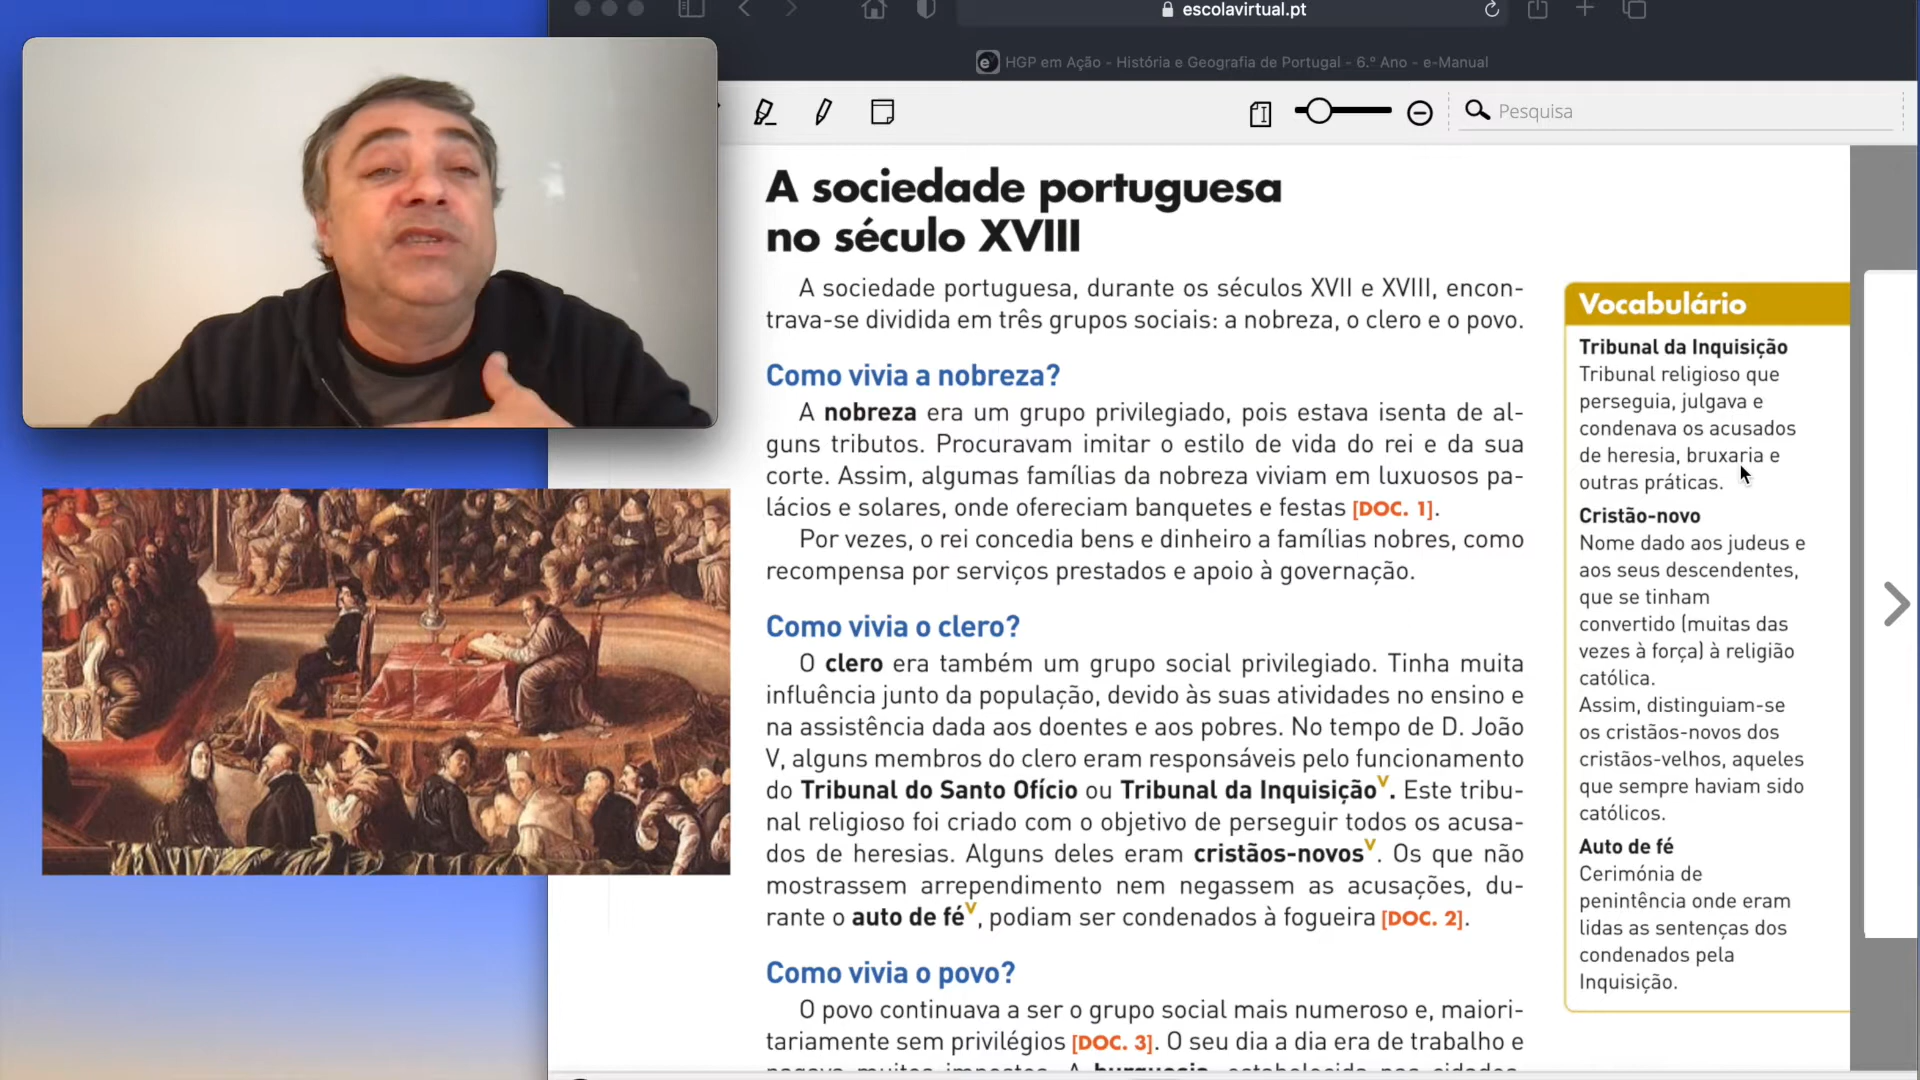 escolavirtual.pt
HGP em Ação - História e Geografia de Portugal - 6.º Ano - e-Manual
Pesquisa
A sociedade portuguesa
no século XVIII
A sociedade portuguesa, durante os séculos XVII e XVIII, encon-
trava-se dividida em três grupos sociais: a nobreza, o clero e o povo.
Como vivia a nobreza?
A nobreza era um grupo privilegiado, pois estava isenta de al-
guns tributos. Procuravam imitar o estilo de vida do rei e da sua
corte. Assim, algumas famílias da nobreza viviam em luxuosos pa-
lácios e solares, onde ofereciam banquetes e festas [DOC. 1].
Por vezes, o rei concedia bens e dinheiro a famílias nobres, como
recompensa por serviços prestados e apoio à governação.
Como vivia o clero?
O clero era também um grupo social privilegiado. Tinha muita
influência junto da população, devido às suas atividades no ensino e
na assistência dada aos doentes e aos pobres. No tempo de D. João
V, alguns membros do clero eram responsáveis pelo funcionamento
do Tribunal do Santo Ofício ou Tribunal da Inquisiçãoᵛ. Este tribu-
nal religioso foi criado com o objetivo de perseguir todos os acusa-
dos de heresias. Alguns deles eram cristãos-novosᵛ. Os que não
mostrassem arrependimento nem negassem as acusações, du-
rante o auto de féᵛ, podiam ser condenados à fogueira [DOC. 2].
Como vivia o povo?
O povo continuava a ser o grupo social mais numeroso e, maiori-
tariamente sem privilégios [DOC. 3]. O seu dia a dia era de trabalho e
Vocabulário
Tribunal da Inquisição
Tribunal religioso que
perseguia, julgava e
condenava os acusados
de heresia, bruxaria e
outras práticas.
Cristão-novo
Nome dado aos judeus e
aos seus descendentes,
que se tinham
convertido (muitas das
vezes à força) à religião
católica.
Assim, distinguiam-se
os cristãos-novos dos
cristãos-velhos, aqueles
que sempre haviam sido
católicos.
Auto de fé
Cerimónia de
penintência onde eram
lidas as sentenças dos
condenados pela
Inquisição.